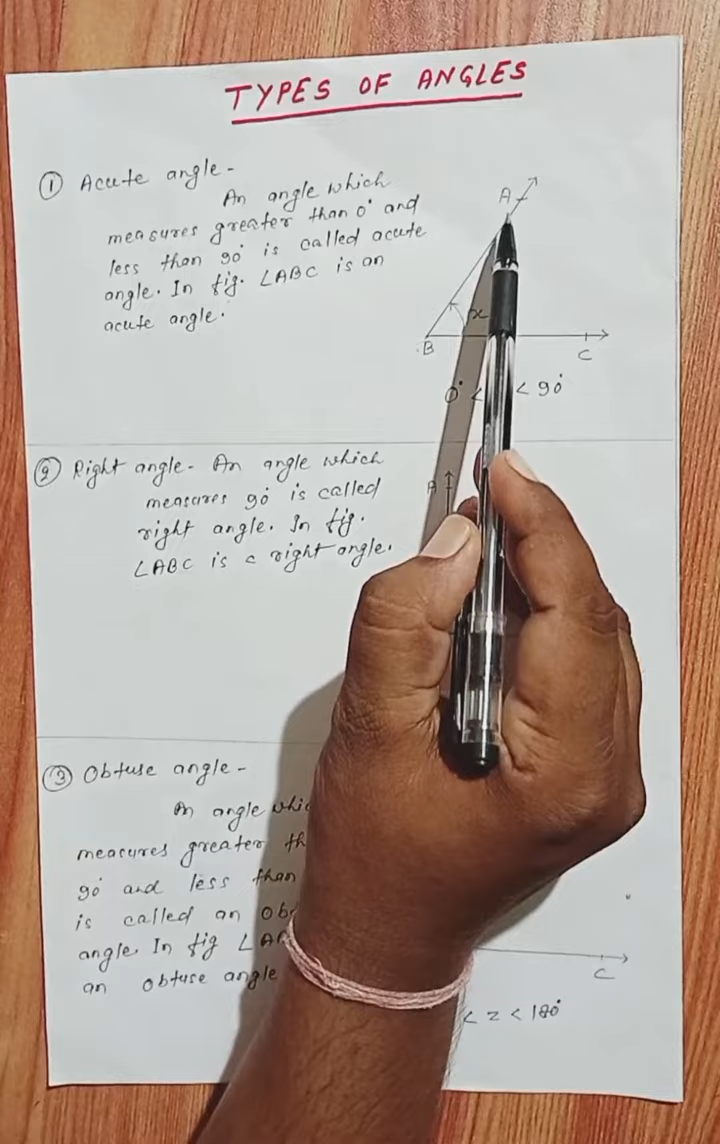 TYPES OF ANGLES
① Acute angle-
An angle which
measures greater than 0° and
less than 90° is called acute
angle. In fig. ∠ABC is an
acute angle.
A
x
B
C
0° <
< 90°
② Right angle- An angle which
measures 90° is called
right angle. In fig.
∠ABC is a right angle.
A
③ Obtuse angle-
An angle
measures greater
90° and less than
is called an
angle. In fig
an obtuse angle
C
< z < 180°